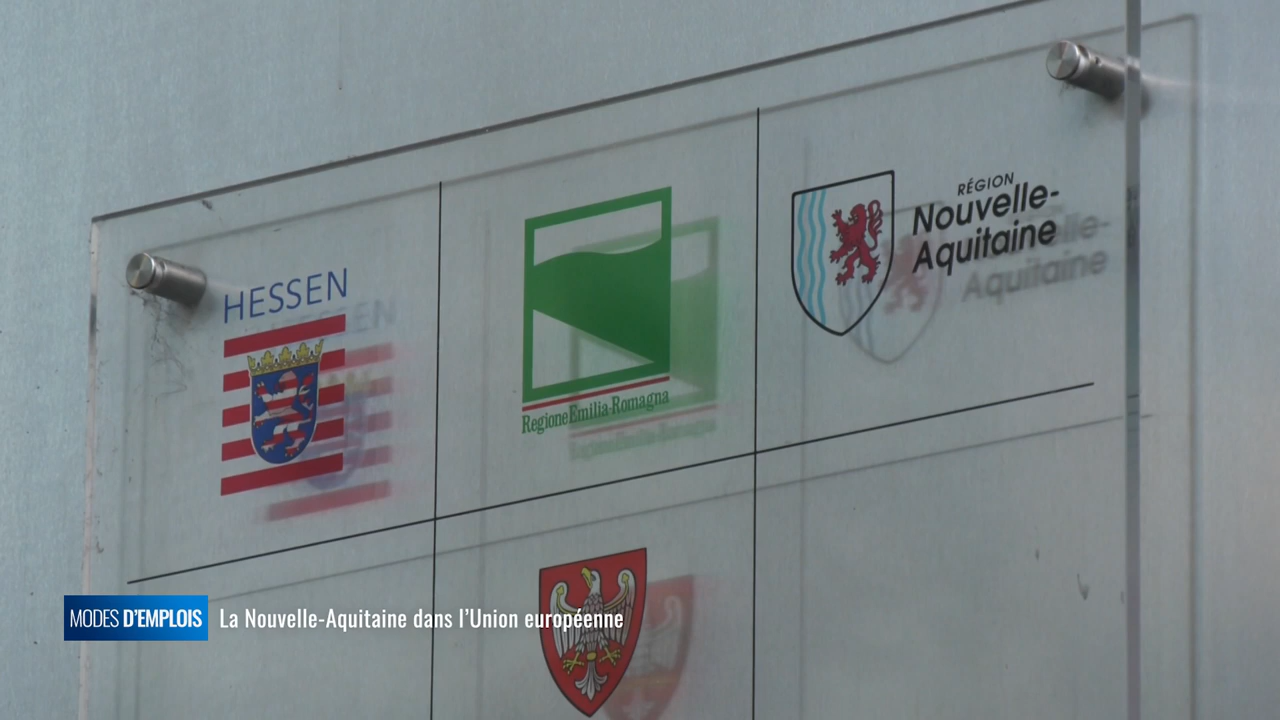 HESSEN
Regione Emilia-Romagna
RÉGION
Nouvelle-
Aquitaine
MODES D'EMPLOIS
La Nouvelle-Aquitaine dans l'Union européenne